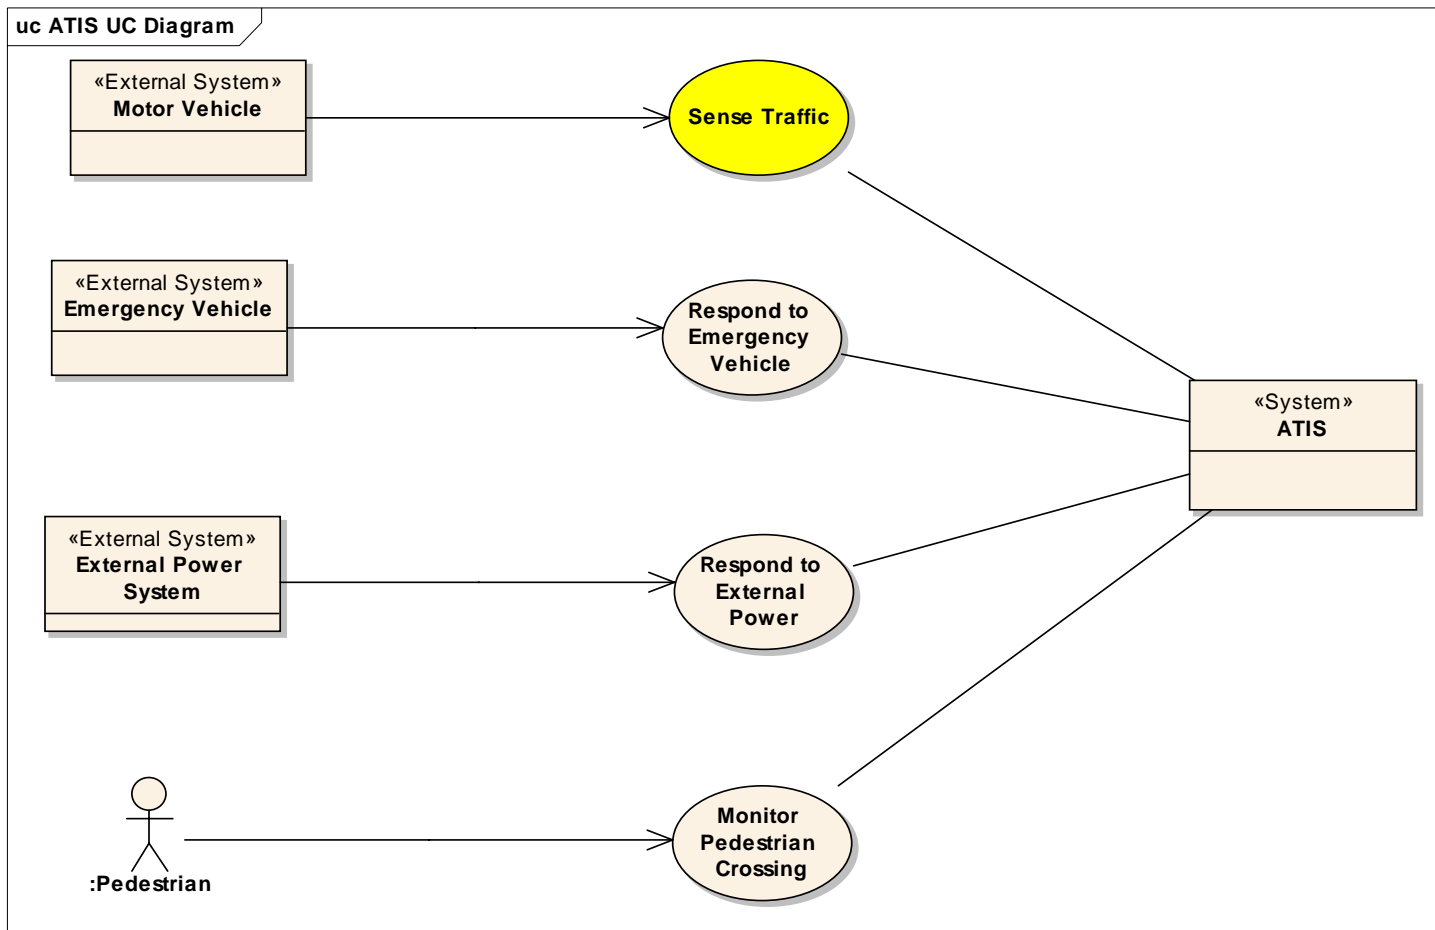 uc ATIS UC Diagram
«External System»
Motor Vehicle
Sense Traffic
«External System»
Emergency Vehicle
Respond to
Emergency
Vehicle
«System»
ATIS
«External System»
External Power
System
Respond to
External
Power
:Pedestrian
Monitor
Pedestrian
Crossing